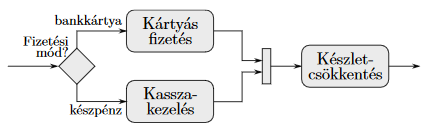 bankkártya
Fizetési
mód?
Kártyás
fizetés
készpénz
Kassza-
kezelés
Készlet-
csökkentés